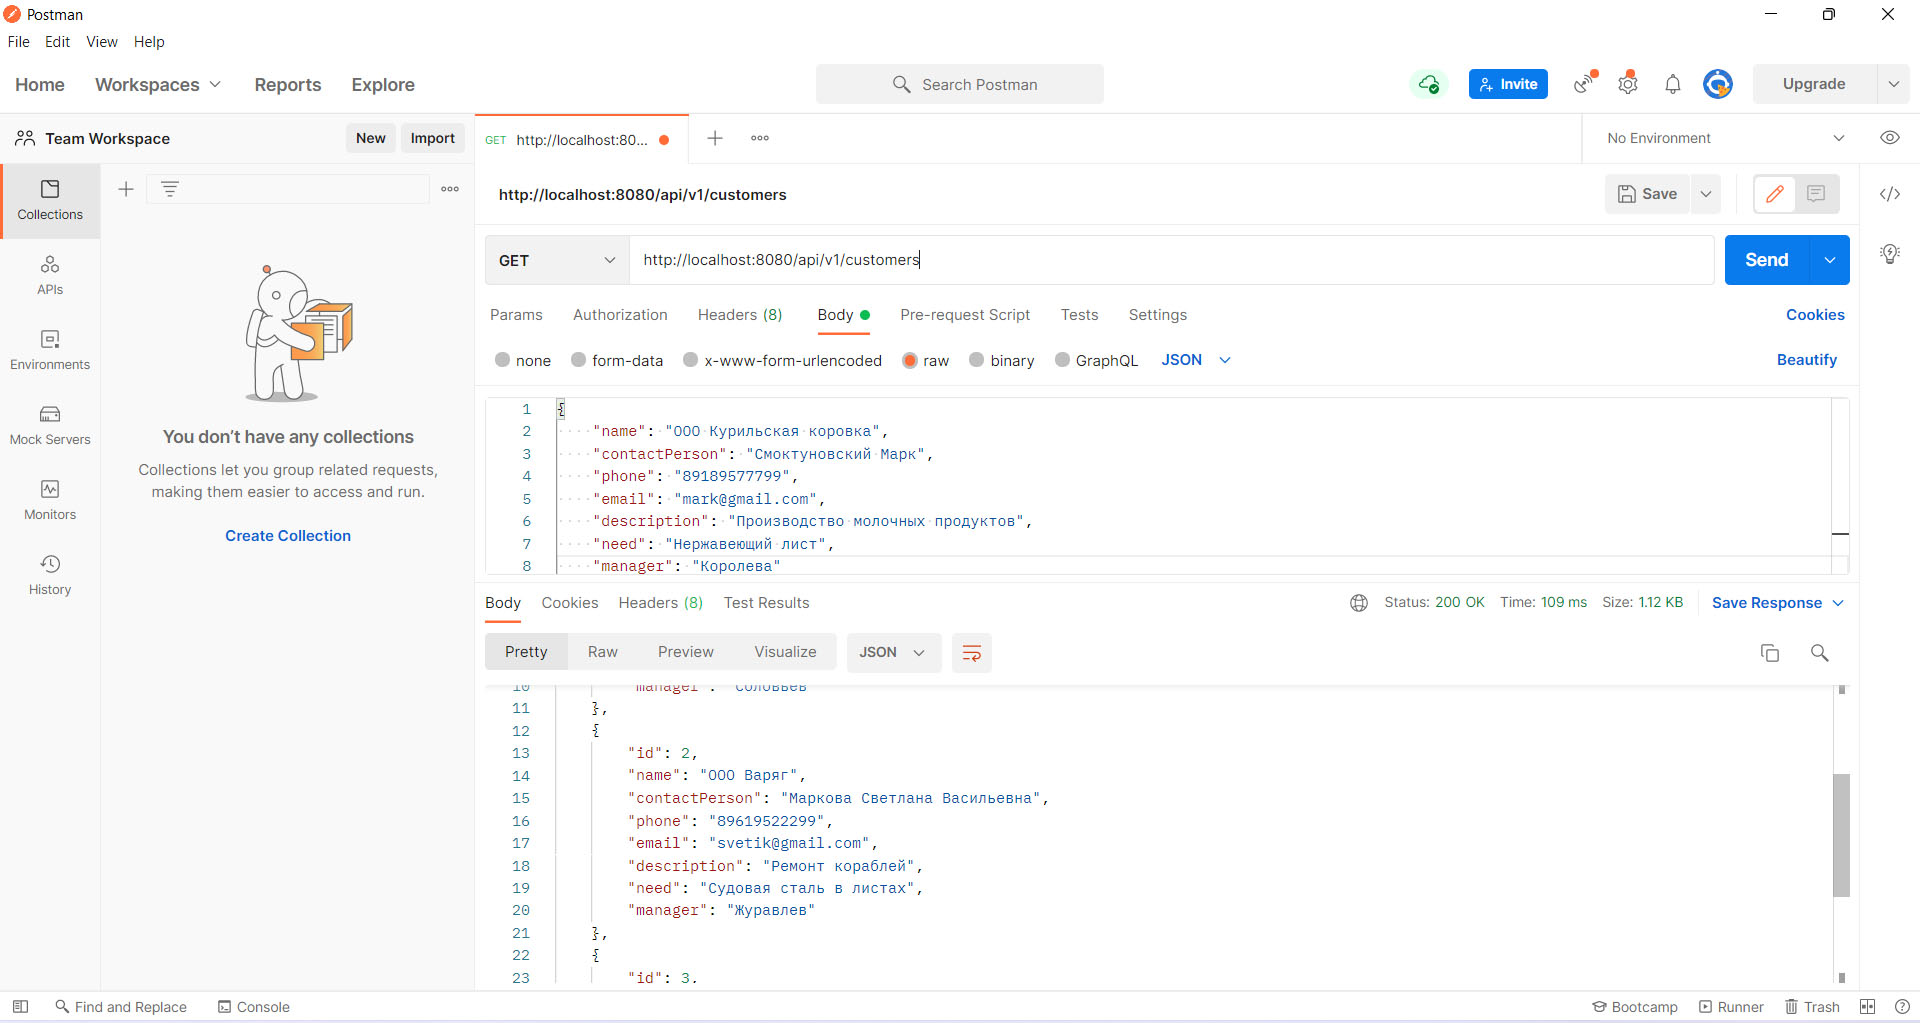 Postman
File Edit View Help
Home Workspaces Reports Explore Search Postman Invite Upgrade
Team Workspace New Import GET http://localhost:80... No Environment
Collections
http://localhost:8080/api/v1/customers Save
GET http://localhost:8080/api/v1/customers Send
APIs
Params Authorization Headers (8) Body Pre-request Script Tests Settings Cookies
Environments
none form-data x-www-form-urlencoded raw binary GraphQL JSON Beautify
Mock Servers
You don't have any collections
Collections let you group related requests,
making them easier to access and run.
Create Collection
Monitors
History
1 {
2 "name": "ООО Курильская коровка",
3 "contactPerson": "Смоктуновский Марк",
4 "phone": "89189577799",
5 "email": "mark@gmail.com",
6 "description": "Производство молочных продуктов",
7 "need": "Нержавеющий лист",
8 "manager": "Королева"
Body Cookies Headers (8) Test Results Status: 200 OK Time: 109 ms Size: 1.12 KB Save Response
Pretty Raw Preview Visualize JSON
10 "manager": "Соловьев"
11 },
12 {
13 "id": 2,
14 "name": "ООО Варяг",
15 "contactPerson": "Маркова Светлана Васильевна",
16 "phone": "89619522299",
17 "email": "svetik@gmail.com",
18 "description": "Ремонт кораблей",
19 "need": "Судовая сталь в листах",
20 "manager": "Журавлев"
21 },
22 {
23 "id": 3,
Find and Replace Console Bootcamp Runner Trash